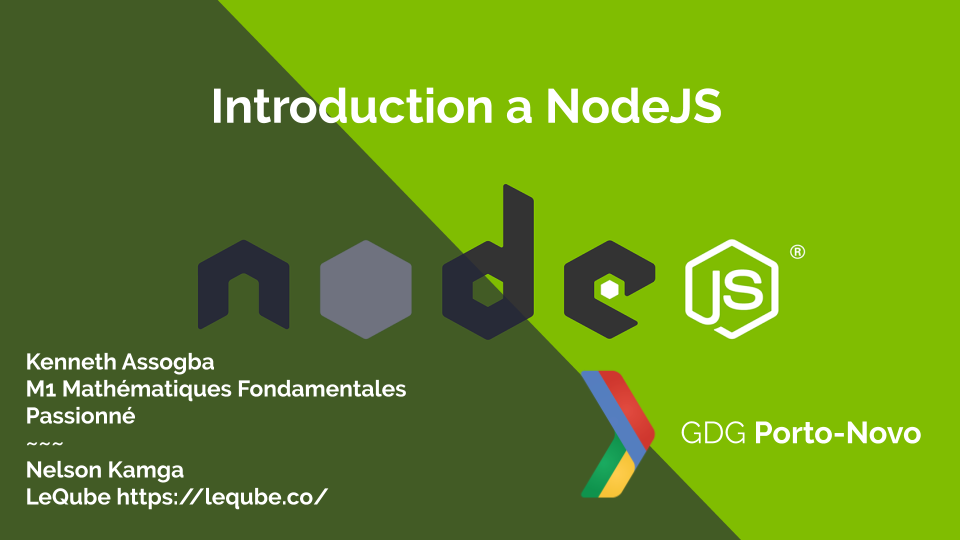 Introduction a NodeJS
node JS ®
Kenneth Assogba
M1 Mathématiques Fondamentales
Passionné
~~~
Nelson Kamga
LeQube https://leqube.co/
GDG Porto-Novo